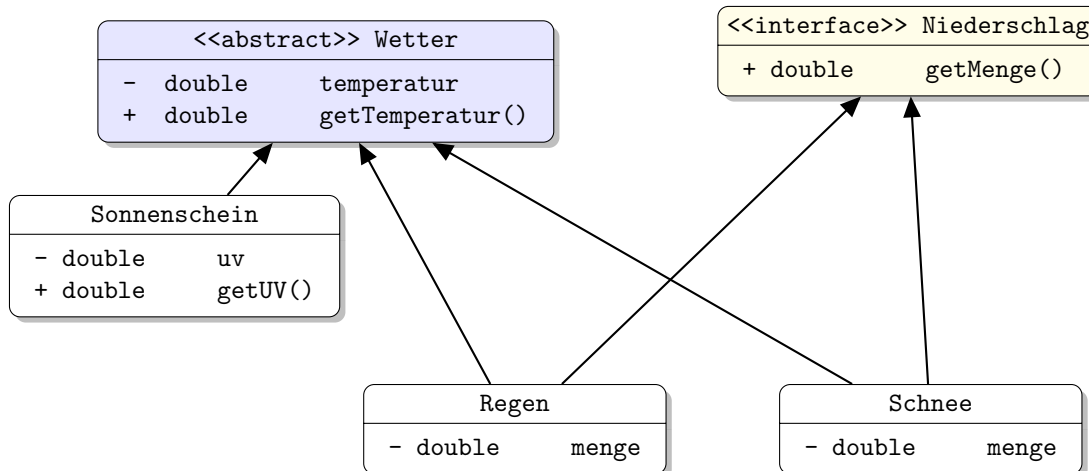 <<abstract>> Wetter
- double temperatur
+ double getTemperatur()
<<interface>> Niederschlag
+ double getMenge()
Sonnenschein
- double uv
+ double getUV()
Regen
- double menge
Schnee
- double menge